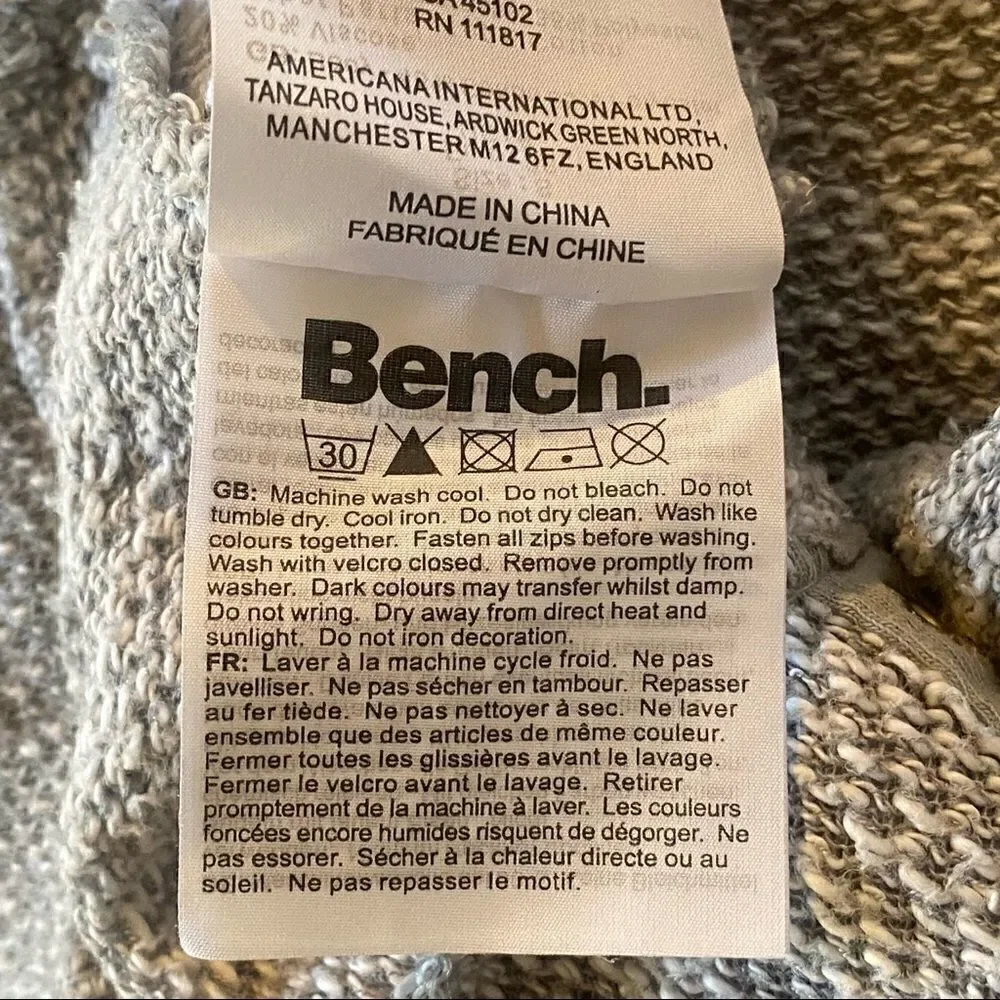 CA 45102
RN 111817
AMERICANA INTERNATIONAL LTD,
TANZARO HOUSE, ARDWICK GREEN NORTH,
MANCHESTER M12 6FZ, ENGLAND
MADE IN CHINA
FABRIQUÉ EN CHINE
Bench.
30
GB: Machine wash cool. Do not bleach. Do not
tumble dry. Cool iron. Do not dry clean. Wash like
colours together. Fasten all zips before washing.
Wash with velcro closed. Remove promptly from
washer. Dark colours may transfer whilst damp.
Do not wring. Dry away from direct heat and
sunlight. Do not iron decoration.
FR: Laver à la machine cycle froid. Ne pas
javelliser. Ne pas sécher en tambour. Repasser
au fer tiède. Ne pas nettoyer à sec. Ne laver
ensemble que des articles de même couleur.
Fermer toutes les glissières avant le lavage.
Fermer le velcro avant le lavage. Retirer
promptement de la machine à laver. Les couleurs
foncées encore humides risquent de dégorger. Ne
pas essorer. Sécher à la chaleur directe ou au
soleil. Ne pas repasser le motif.